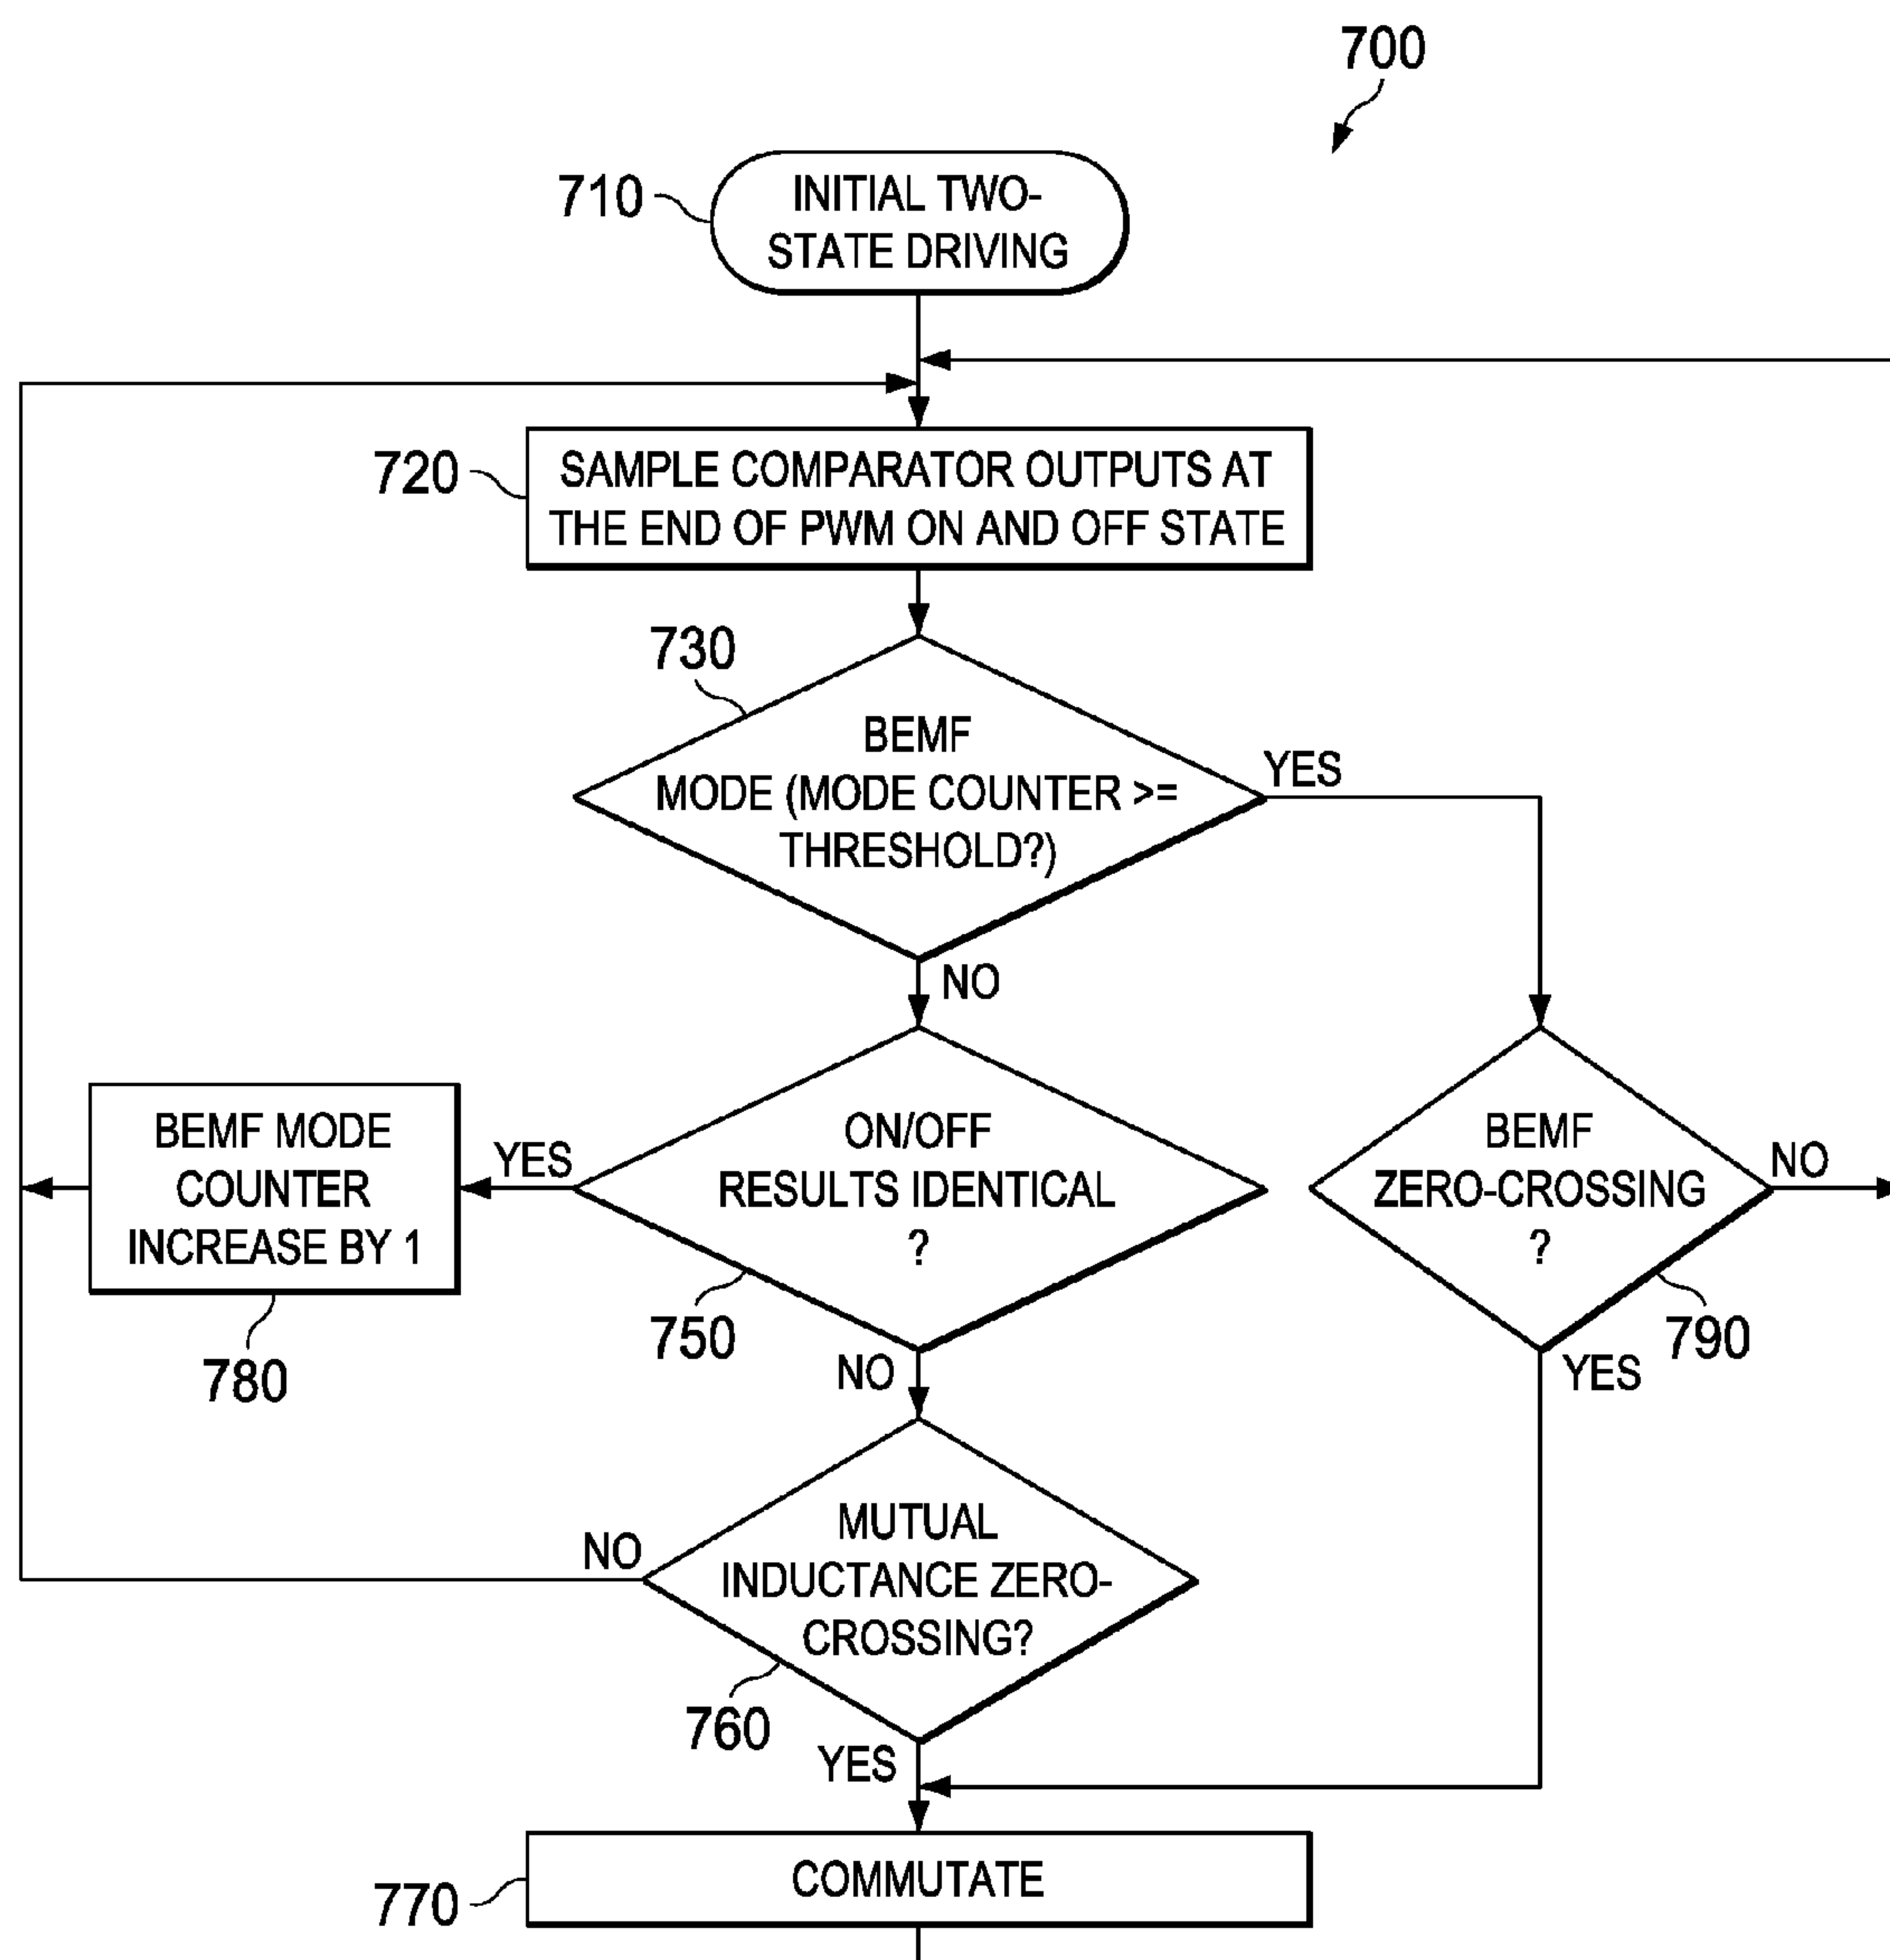 700
710
INITIAL TWO-
STATE DRIVING
720
SAMPLE COMPARATOR OUTPUTS AT
THE END OF PWM ON AND OFF STATE
730
BEMF
MODE (MODE COUNTER >=
THRESHOLD?)
YES
NO
BEMF MODE
COUNTER
INCREASE BY 1
780
YES
ON/OFF
RESULTS IDENTICAL
?
750
NO
BEMF
ZERO-CROSSING
?
NO
790
YES
MUTUAL
INDUCTANCE ZERO-
CROSSING?
NO
760
YES
770
COMMUTATE